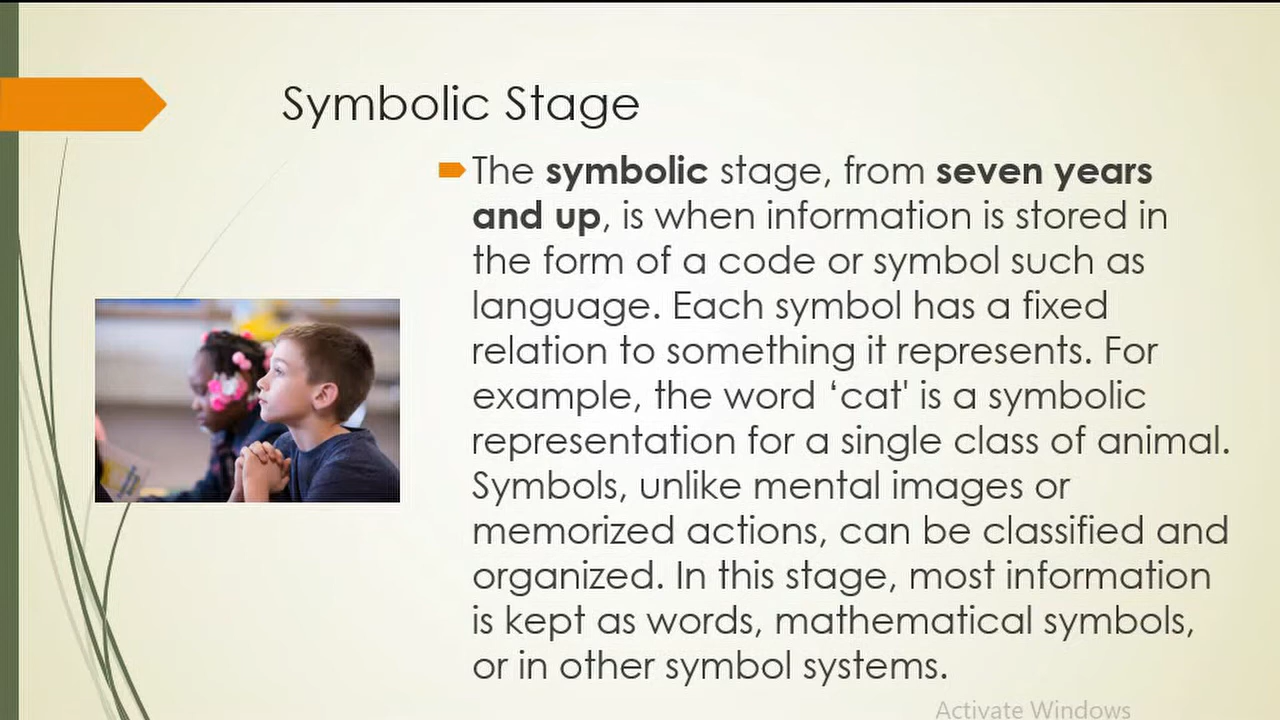 Symbolic Stage
The symbolic stage, from seven years
and up, is when information is stored in
the form of a code or symbol such as
language. Each symbol has a fixed
relation to something it represents. For
example, the word ‘cat' is a symbolic
representation for a single class of animal.
Symbols, unlike mental images or
memorized actions, can be classified and
organized. In this stage, most information
is kept as words, mathematical symbols,
or in other symbol systems.
Activate Windows